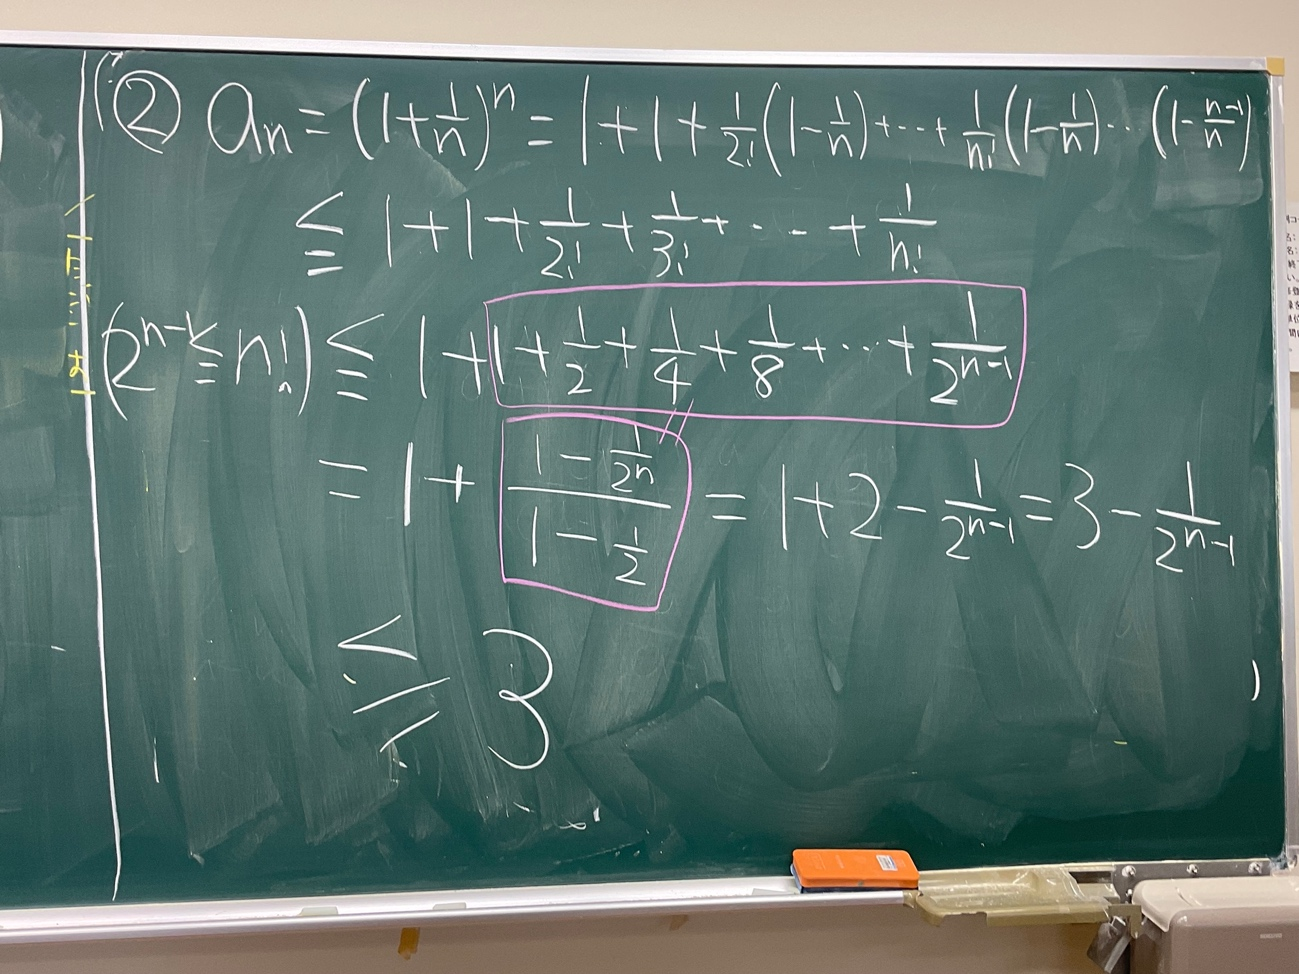 ② aₙ = (1+1/n)ⁿ = 1+1+1/2!(1-1/n)+…+1/n!(1-1/n)…(1-(n-1)/n)
≦ 1+1+1/2!+1/3!+…+1/n!
(2ⁿ⁻¹≦n!) ≦ 1+1+1/2+1/4+1/8+…+1/2ⁿ⁻¹
= 1+(1-1/2ⁿ)/(1-1/2) = 1+2-1/2ⁿ⁻¹=3-1/2ⁿ⁻¹
≦ 3